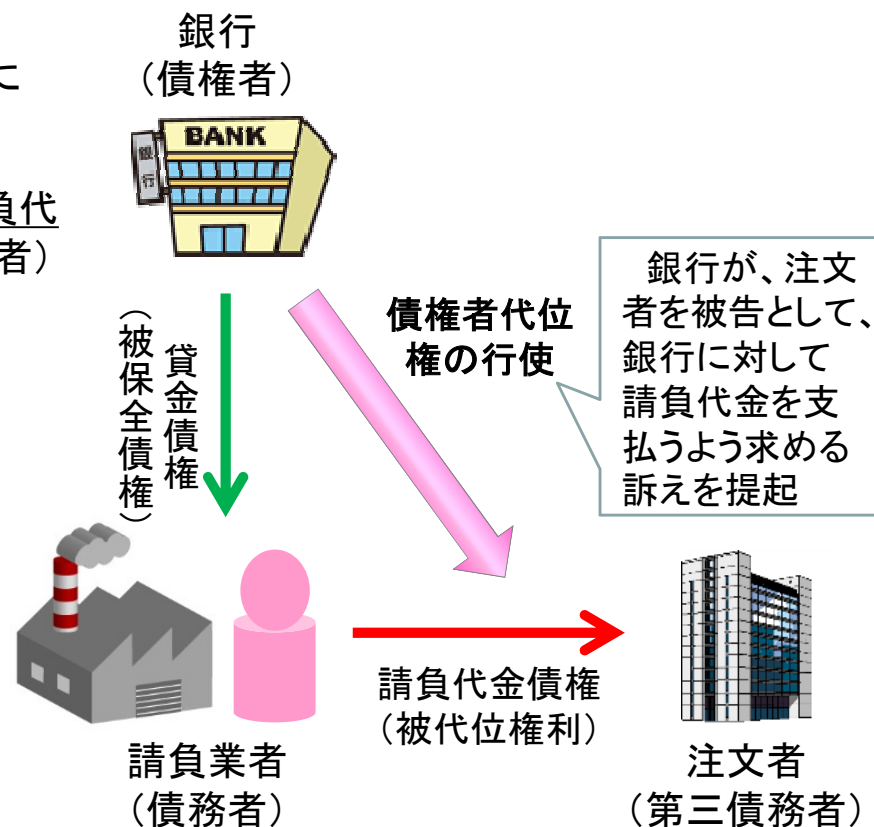 銀行
（債権者）
に
BANK
銀行
負代
者）
債権者代位
権の行使
銀行が、注文
者を被告として、
銀行に対して
請負代金を支
払うよう求める
訴えを提起
貸金債権
（被保全債権）
請負代金債権
（被代位権利）
請負業者
（債務者）
注文者
（第三債務者）